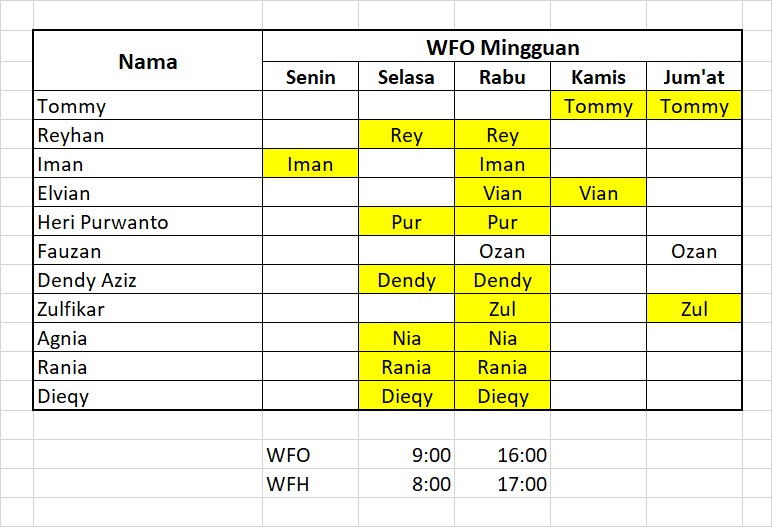 Nama WFO Mingguan
Senin Selasa Rabu Kamis Jum'at
Tommy Tommy Tommy
Reyhan Rey Rey
Iman Iman Iman
Elvian Vian Vian
Heri Purwanto Pur Pur
Fauzan Ozan Ozan
Dendy Aziz Dendy Dendy
Zulfikar Zul Zul
Agnia Nia Nia
Rania Rania Rania
Dieqy Dieqy Dieqy
WFO 9:00 16:00
WFH 8:00 17:00